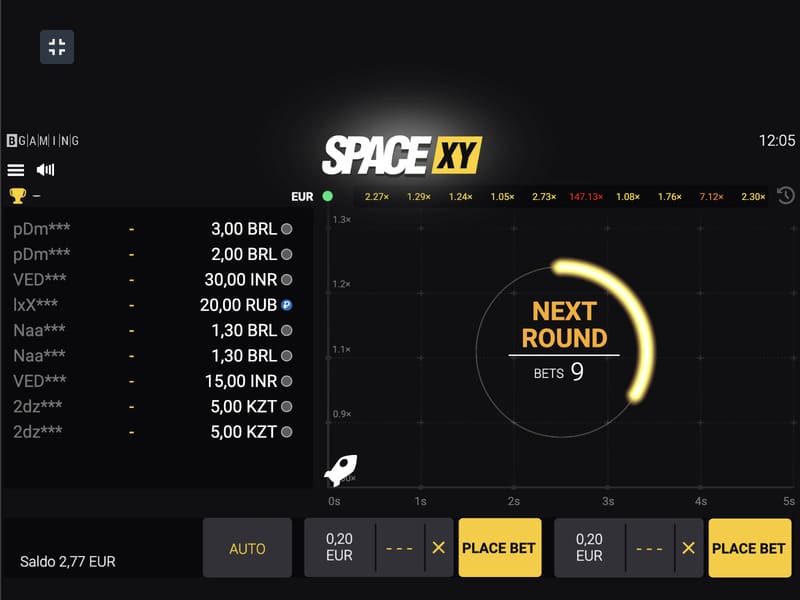 BGAMING
SPACE XY
12:05
–
EUR
2.27× 1.29× 1.24× 1.05× 2.73× 147.13× 1.08× 1.76× 7.12× 2.30×
pDm*** - 3,00 BRL
pDm*** - 2,00 BRL
VED*** - 30,00 INR
lxX*** - 20,00 RUB
Naa*** - 1,30 BRL
Naa*** - 1,30 BRL
VED*** - 15,00 INR
2dz*** - 5,00 KZT
2dz*** - 5,00 KZT
1.3×
1.2×
1.1×
0.9×
NEXT
ROUND
BETS 9
0s 1s 2s 3s 4s 5s
Saldo 2,77 EUR
AUTO
0,20
EUR
---
×
PLACE BET
0,20
EUR
---
×
PLACE BET